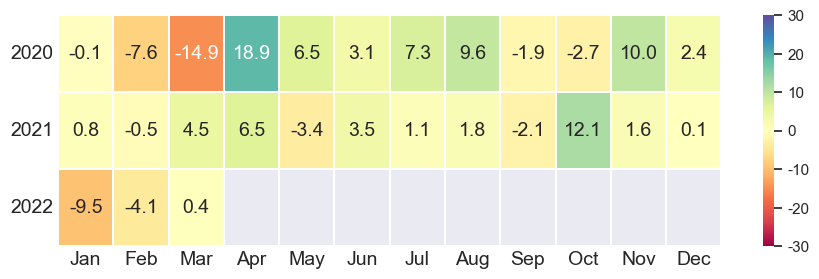 2020 -0.1 -7.6 -14.9 18.9 6.5 3.1 7.3 9.6 -1.9 -2.7 10.0 2.4
2021 0.8 -0.5 4.5 6.5 -3.4 3.5 1.1 1.8 -2.1 12.1 1.6 0.1
2022 -9.5 -4.1 0.4
Jan Feb Mar Apr May Jun Jul Aug Sep Oct Nov Dec
30
20
10
0
-10
-20
-30